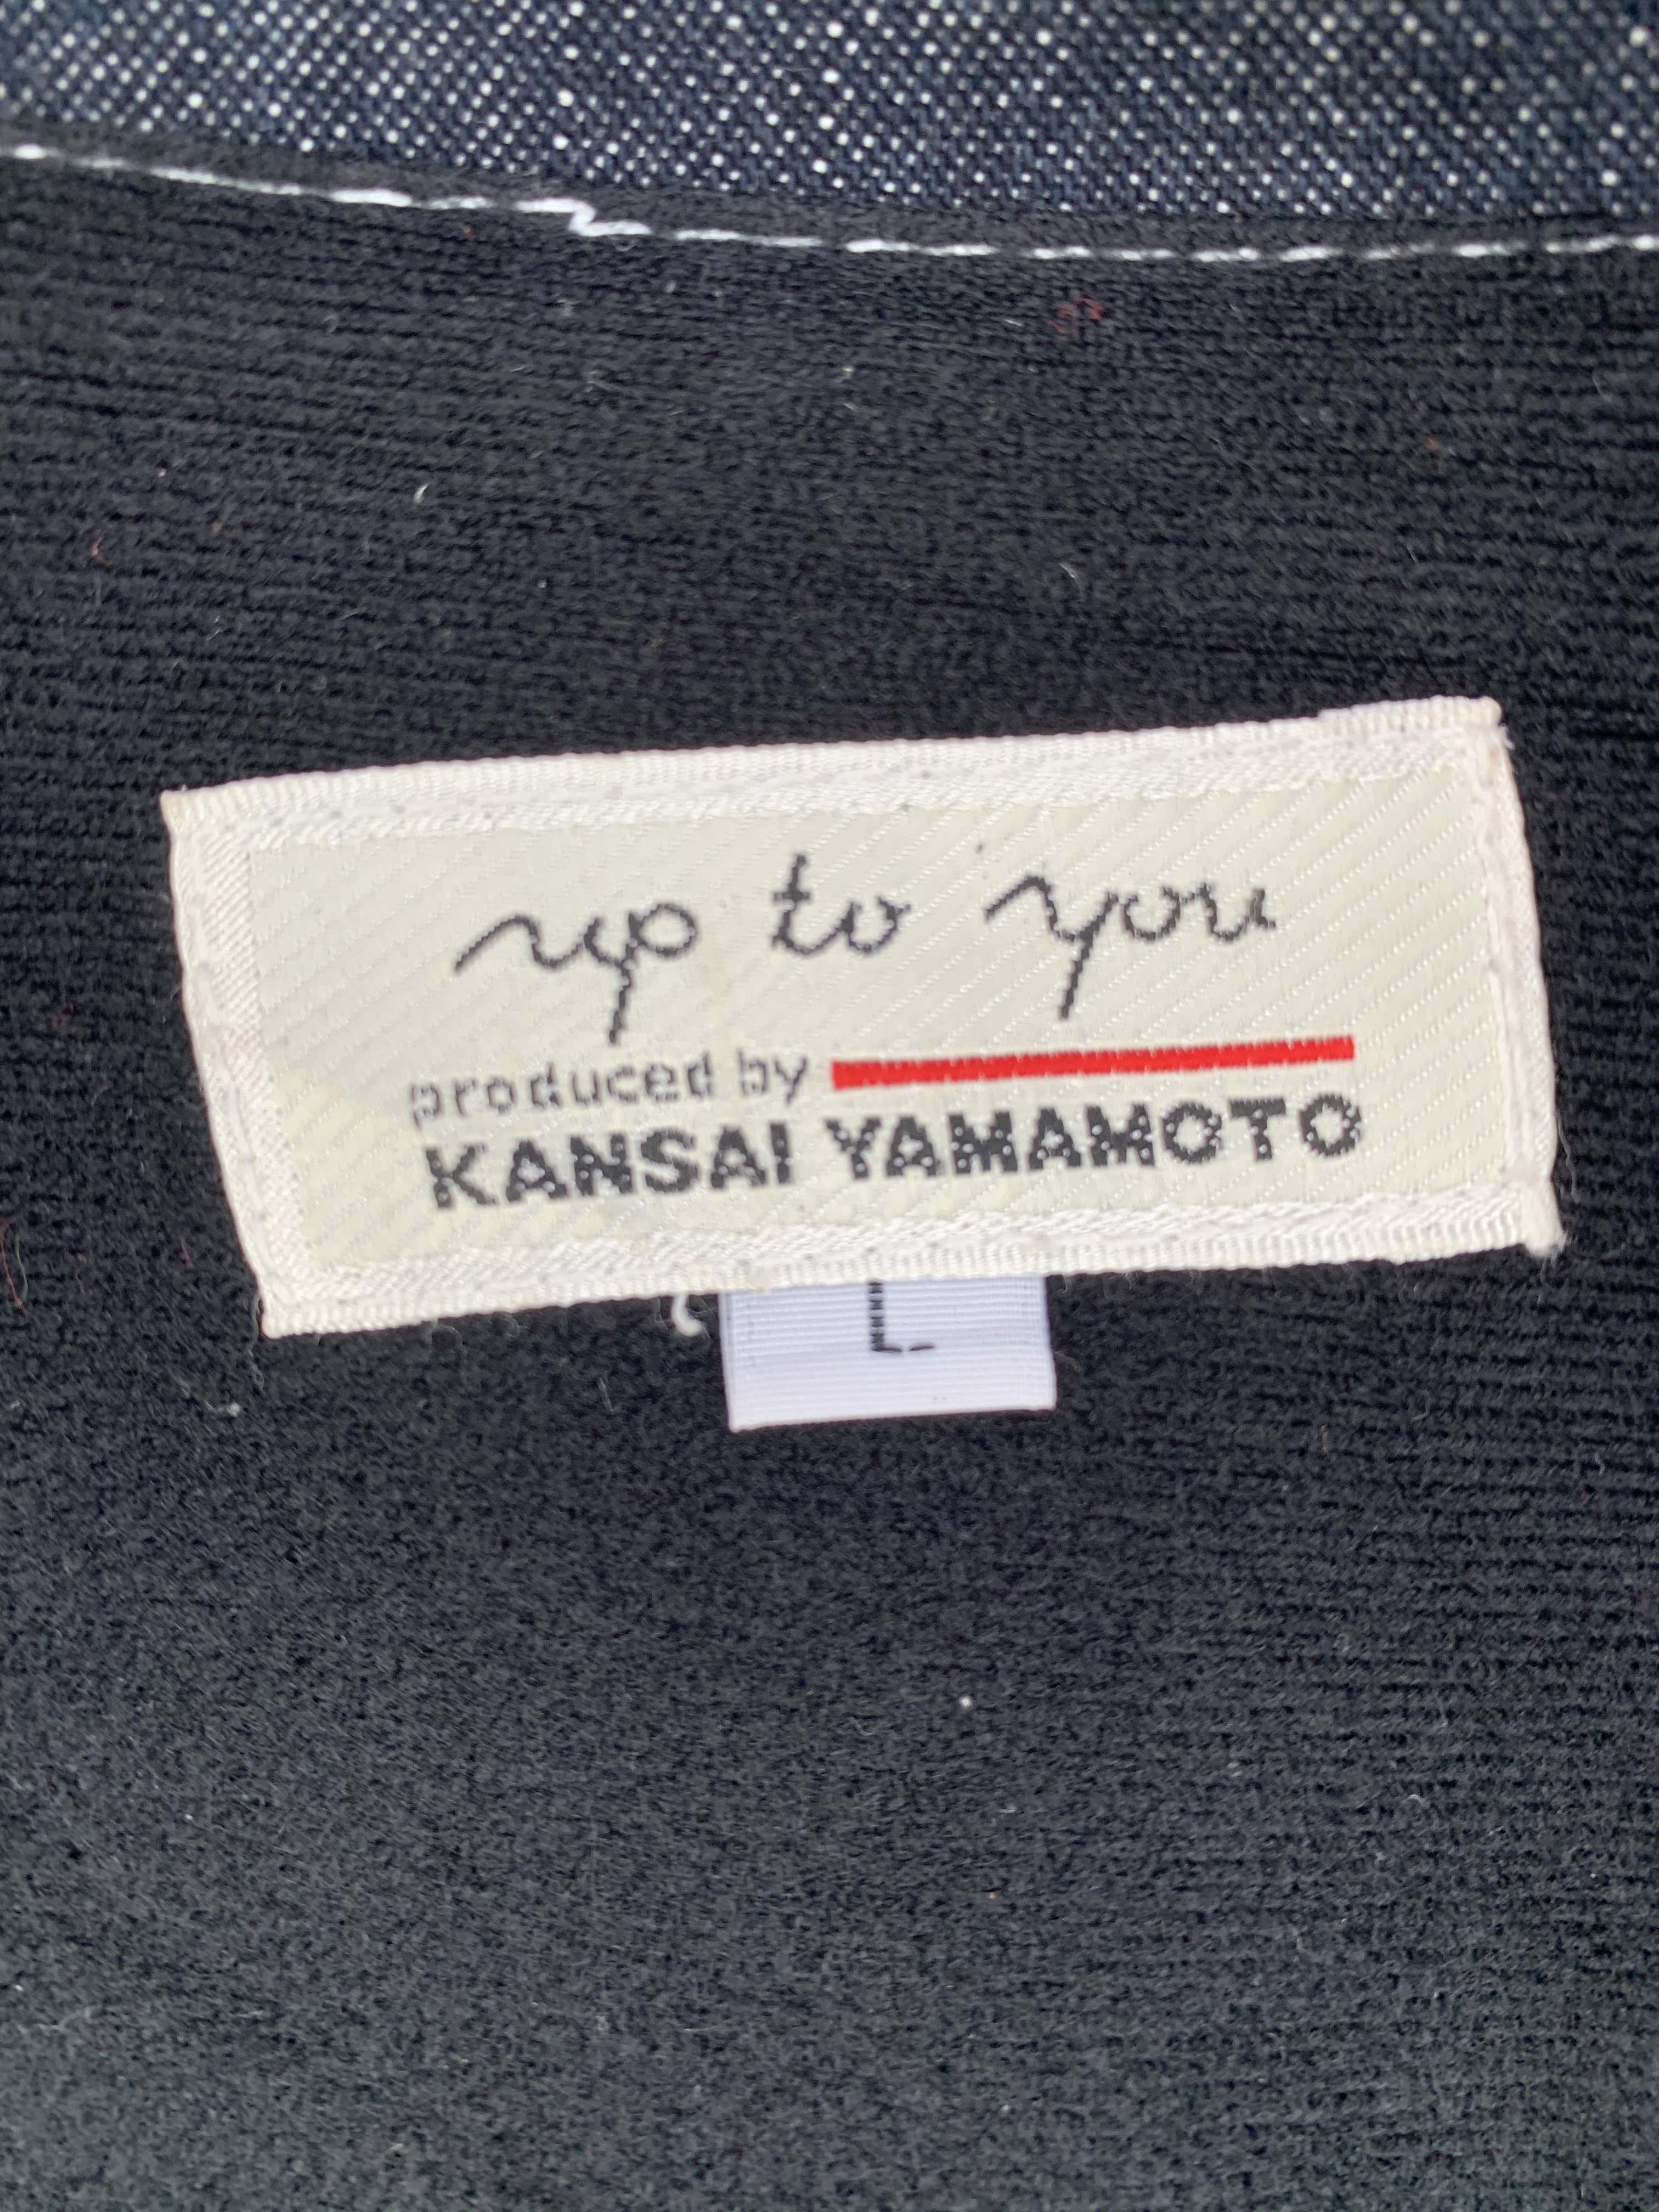 up to you
produced by
KANSAI YAMAMOTO
L